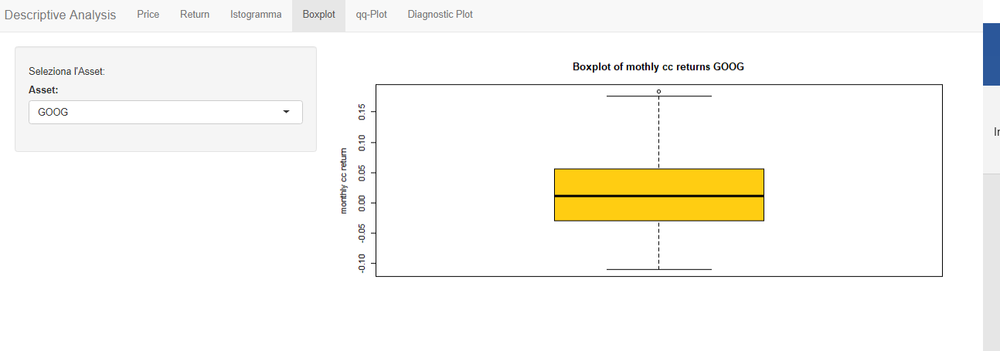 Descriptive Analysis Price Return Istogramma Boxplot qq-Plot Diagnostic Plot
Seleziona l'Asset:
Asset:
GOOG
Boxplot of mothly cc returns GOOG
monthly cc return
0.15
0.10
0.05
0.00
-0.05
-0.10